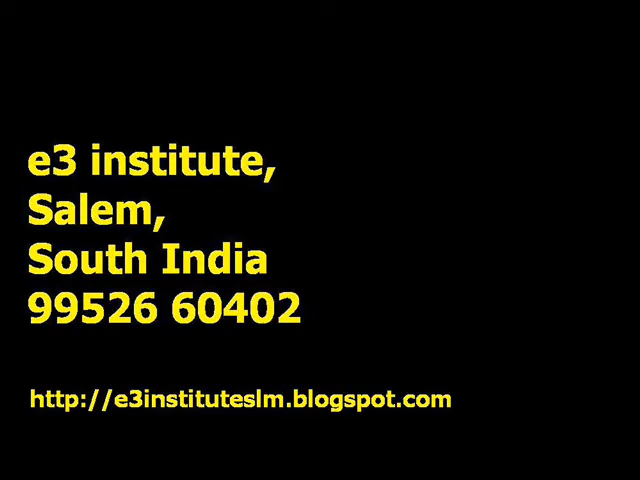 e3 institute,
Salem,
South India
99526 60402
http://e3instituteslm.blogspot.com